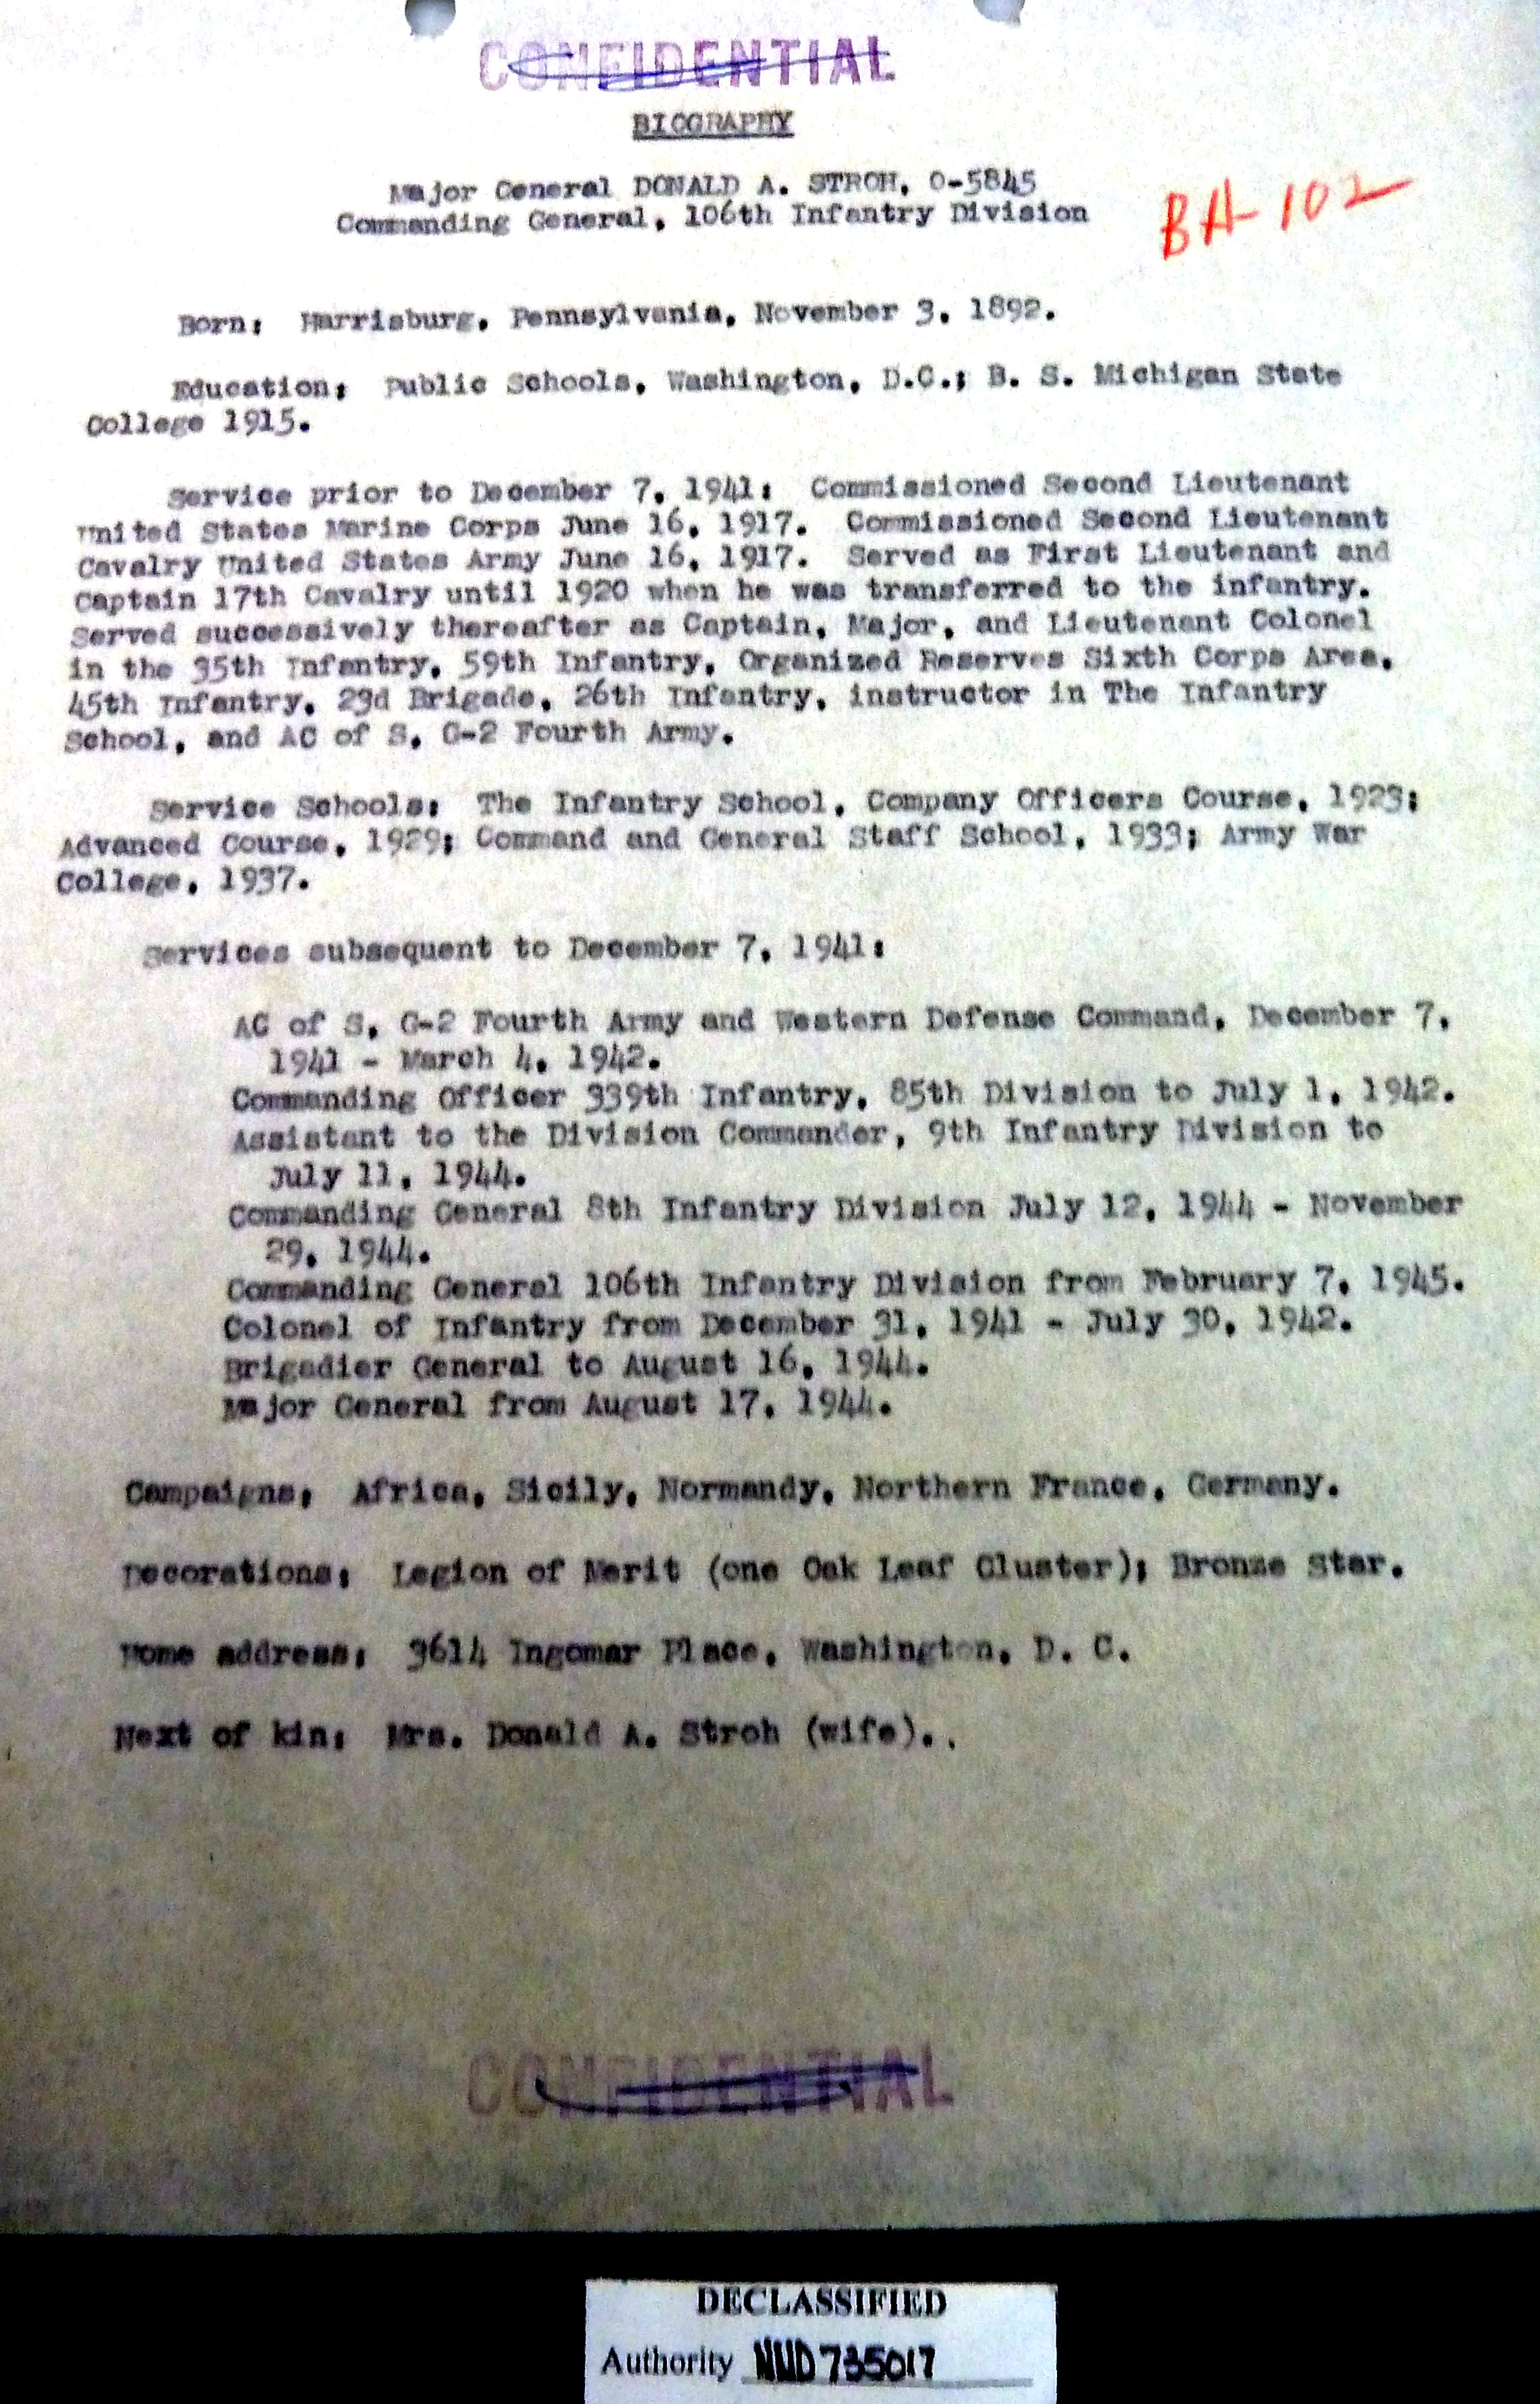 CONFIDENTIAL
BIOGRAPHY
Major General DONALD A. STROH, O-5845
Commanding General, 106th Infantry Division
BH-102
Born: Harrisburg, Pennsylvania, November 3, 1892.
Education: Public Schools, Washington, D.C.; B. S. Michigan State
College 1915.
Service prior to December 7, 1941: Commissioned Second Lieutenant
United States Marine Corps June 16, 1917. Commissioned Second Lieutenant
Cavalry United States Army June 16, 1917. Served as First Lieutenant and
Captain 17th Cavalry until 1920 when he was transferred to the infantry.
Served successively thereafter as Captain, Major, and Lieutenant Colonel
in the 35th Infantry, 59th Infantry, Organized Reserves Sixth Corps Area,
45th Infantry, 23d Brigade, 26th Infantry, instructor in The Infantry
School, and AC of S, G-2 Fourth Army.
Service Schools: The Infantry School, Company Officers Course, 1923;
Advanced Course, 1929; Command and General Staff School, 1933; Army War
College, 1937.
Services subsequent to December 7, 1941:
AC of S, G-2 Fourth Army and Western Defense Command, December 7,
1941 - March 4, 1942.
Commanding Officer 339th Infantry, 85th Division to July 1, 1942.
Assistant to the Division Commander, 9th Infantry Division to
July 11, 1944.
Commanding General 8th Infantry Division July 12, 1944 - November
29, 1944.
Commanding General 106th Infantry Division from February 7, 1945.
Colonel of Infantry from December 31, 1941 - July 30, 1942.
Brigadier General to August 16, 1944.
Major General from August 17, 1944.
Campaigns: Africa, Sicily, Normandy, Northern France, Germany.
Decorations: Legion of Merit (one Oak Leaf Cluster); Bronze Star.
Home address: 3614 Ingomar Place, Washington, D. C.
Next of kin: Mrs. Donald A. Stroh (wife)..
CONFIDENTIAL
DECLASSIFIED
Authority NND 735017